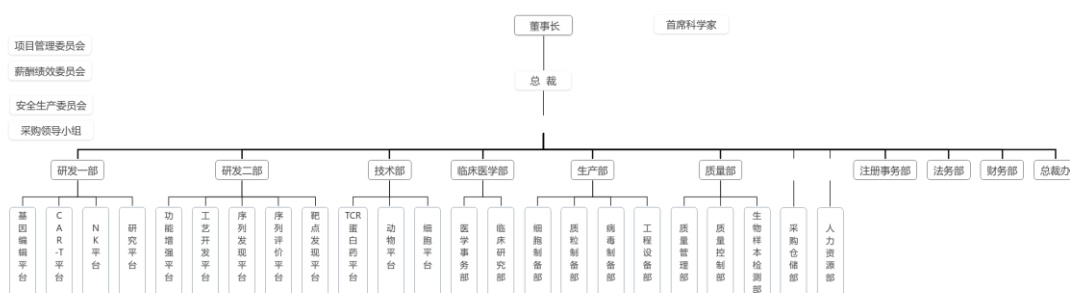 董事长
首席科学家
项目管理委员会
薪酬绩效委员会
总 裁
安全生产委员会
采购领导小组
研发一部
研发二部
技术部
临床医学部
生产部
质量部
注册事务部
法务部
财务部
总裁办
基因编辑平台
CAR-T平台
NK平台
研究平台
功能增强平台
工艺开发平台
序列发现平台
序列评价平台
靶点发现平台
TCR蛋白药平台
动物平台
细胞平台
医学事务部
临床研究部
细胞制备部
质粒制备部
病毒制备部
工程设备部
质量管理部
质量控制部
生物样本检测部
采购仓储部
人力资源部